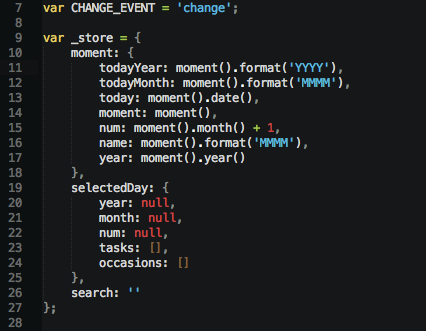 7 var CHANGE_EVENT = 'change';
8
9 var _store = {
10     moment: {
11         todayYear: moment().format('YYYY'),
12         todayMonth: moment().format('MMMM'),
13         today: moment().date(),
14         moment: moment(),
15         num: moment().month() + 1,
16         name: moment().format('MMMM'),
17         year: moment().year()
18     },
19     selectedDay: {
20         year: null,
21         month: null,
22         num: null,
23         tasks: [],
24         occasions: []
25     },
26     search: ''
27 };
28